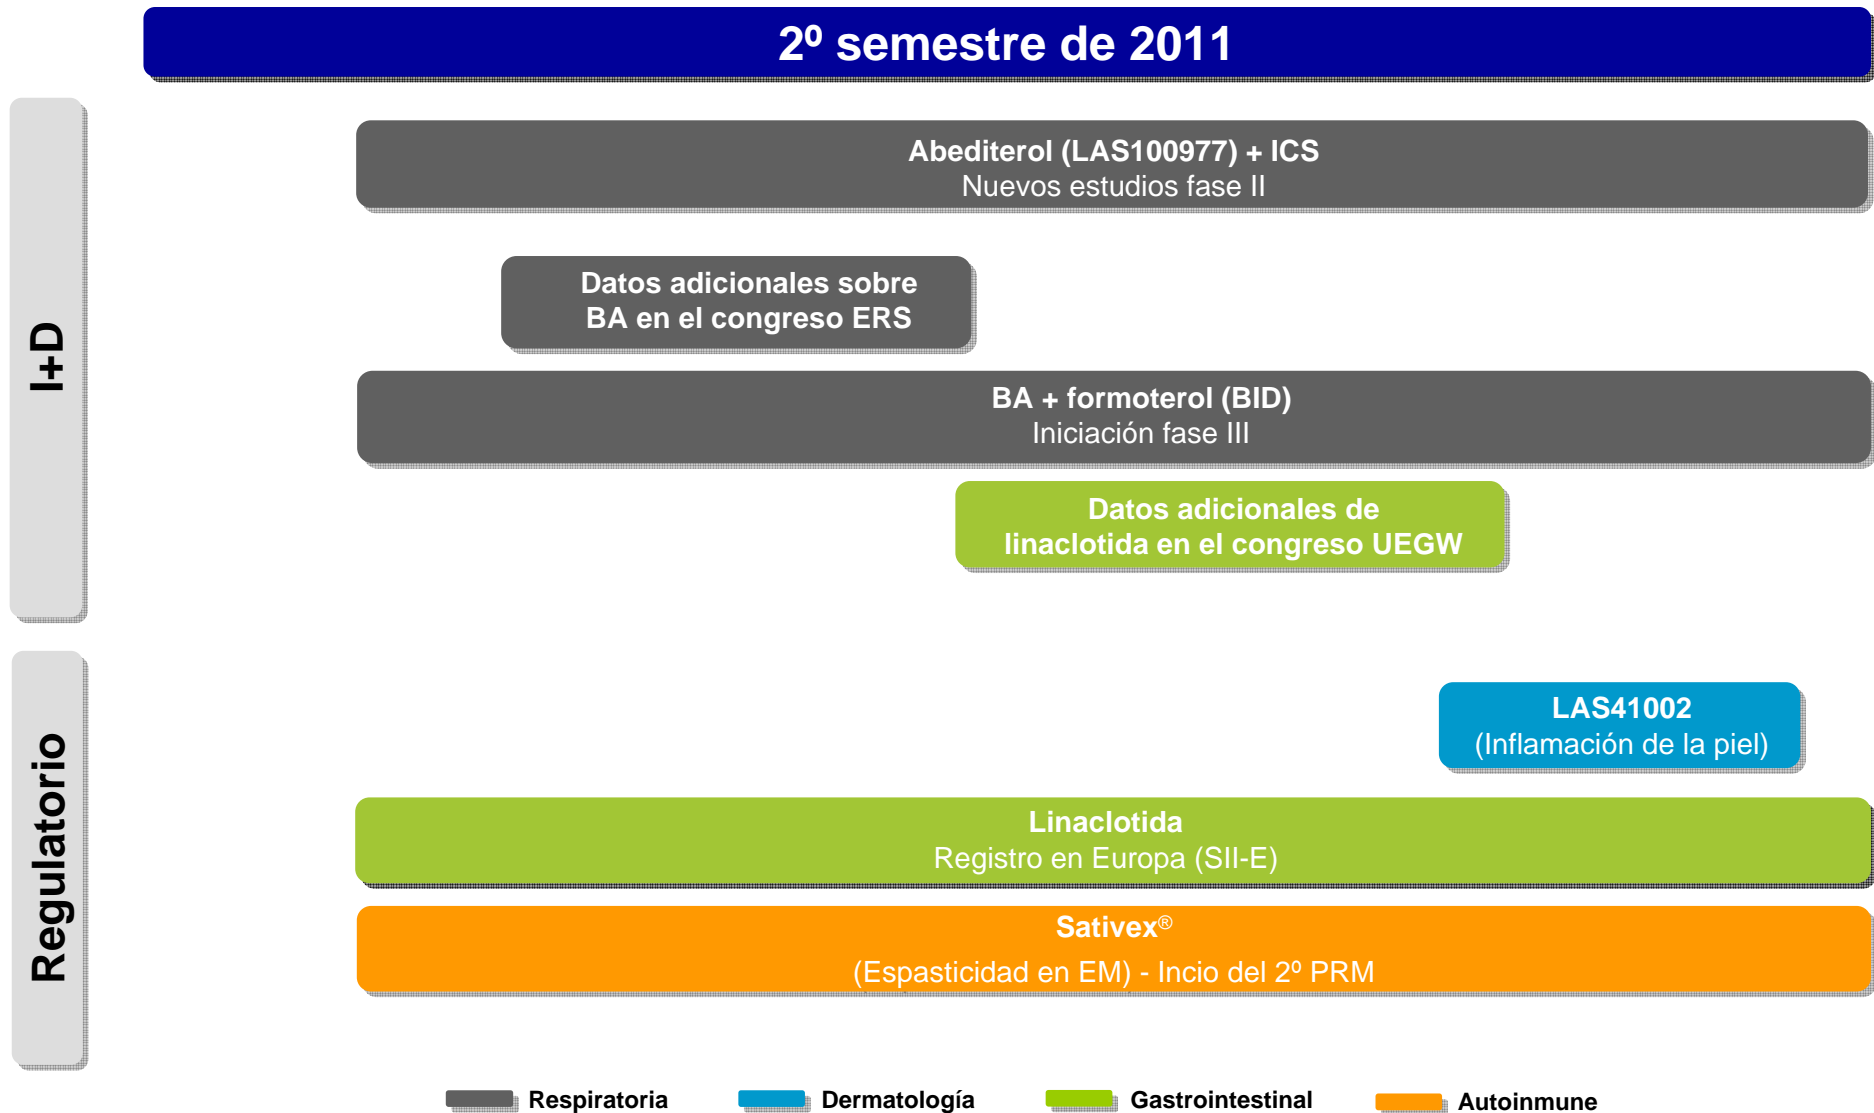 2º semestre de 2011
I+D
Abediterol (LAS100977) + ICS
Nuevos estudios fase II
Datos adicionales sobre
BA en el congreso ERS
BA + formoterol (BID)
Iniciación fase III
Datos adicionales de
linaclotida en el congreso UEGW
Regulatorio
LAS41002
(Inflamación de la piel)
Linaclotida
Registro en Europa (SII-E)
Sativex®
(Espasticidad en EM) - Incio del 2º PRM
Respiratoria
Dermatología
Gastrointestinal
Autoinmune